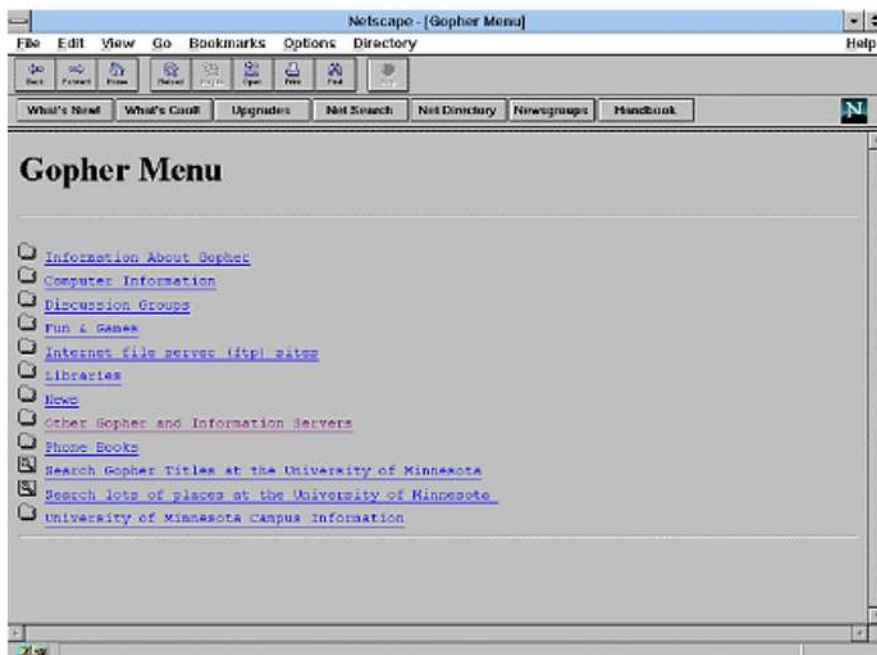 Netscape - [Gopher Menu]
File Edit View Go Bookmarks Options Directory Help
Back Forward Home Reload Open Print Find
What's New! What's Cool! Upgrades Net Search Net Directory Newsgroups Handbook N
Gopher Menu
Information About Gopher
Computer Information
Discussion Groups
Fun & Games
Internet file server (ftp) sites
Libraries
News
Other Gopher and Information Servers
Phone Books
Search Gopher Titles at the University of Minnesota
Search lots of places at the University of Minnesota
University of Minnesota Campus Information